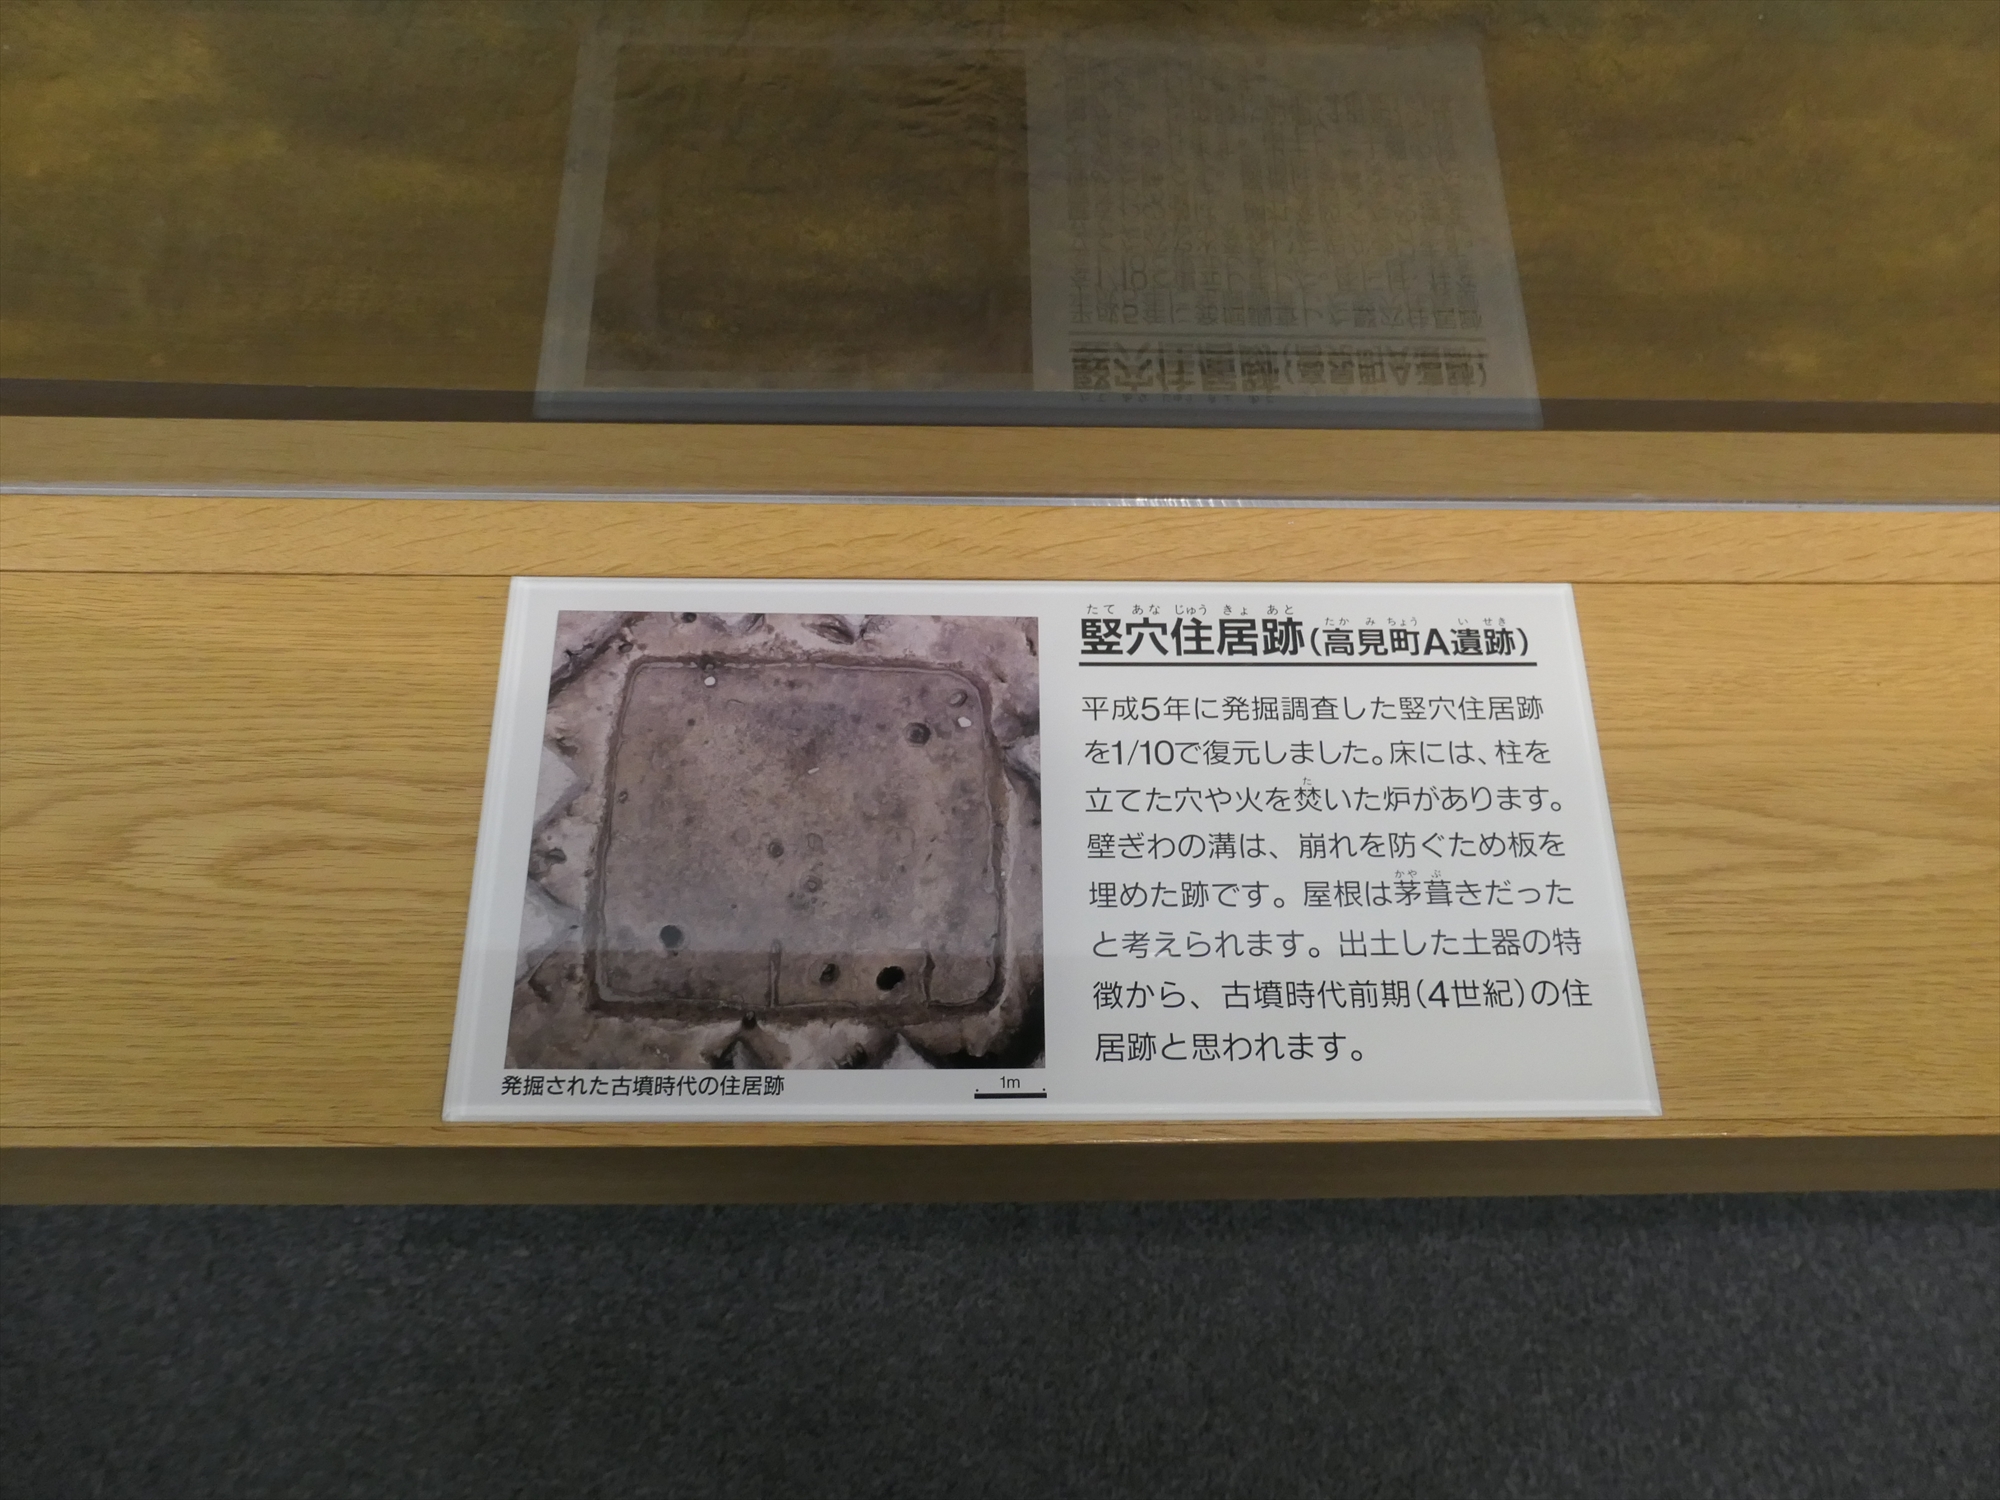 竪穴住居跡(高見町A遺跡)
たて あな じゅう きょ あと
たか み ちょう い せき
平成5年に発掘調査した竪穴住居跡
を1/10で復元しました。床には、柱を
立てた穴や火を焚いた炉があります。
た
壁ぎわの溝は、崩れを防ぐため板を
埋めた跡です。屋根は茅葺きだった
かや ぶ
と考えられます。出土した土器の特
徴から、古墳時代前期(4世紀)の住
居跡と思われます。
発掘された古墳時代の住居跡
1m